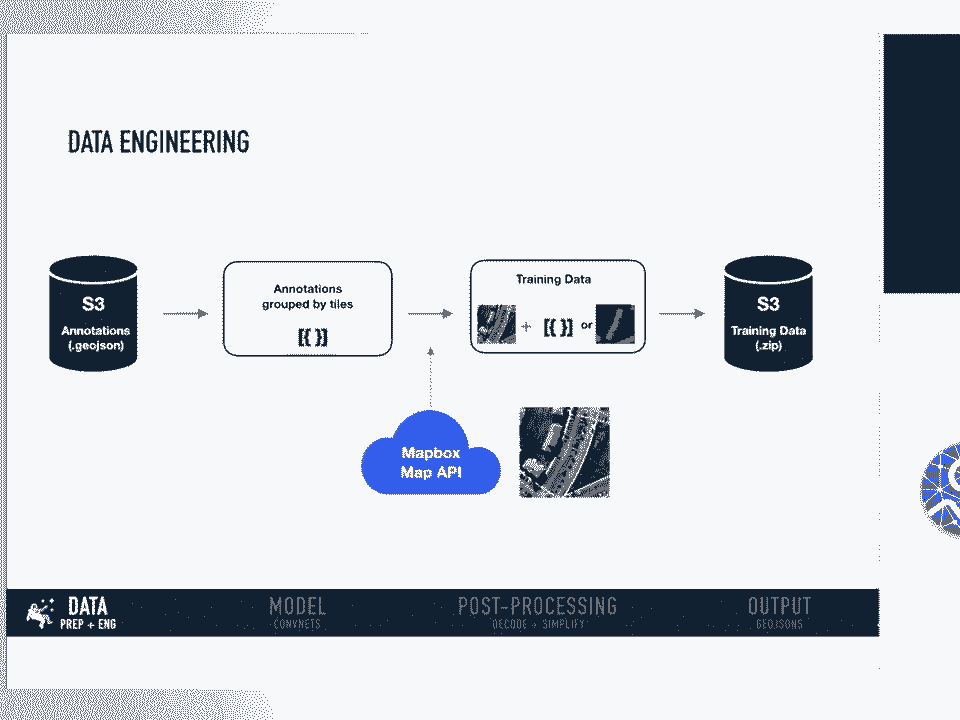 DATA ENGINEERING
S3
Annotations
(.geojson)
Annotations
grouped by tiles
[{ }]
Training Data
+ [{ }] or
S3
Training Data
(.zip)
Mapbox
Map API
DATA
PREP + ENG
MODEL
CONVNETS
POST-PROCESSING
DECODE + SIMPLIFY
OUTPUT
GEOJSONS